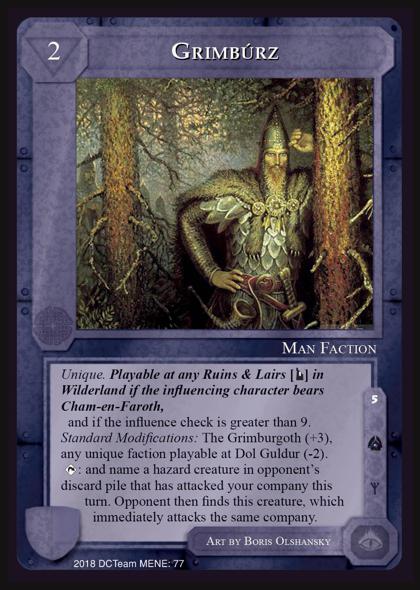 2
GRIMBÚRZ
MAN FACTION
Unique. Playable at any Ruins & Lairs [] in
Wilderland if the influencing character bears
Cham-en-Faroth,
and if the influence check is greater than 9.
Standard Modifications: The Grimburgoth (+3),
any unique faction playable at Dol Guldur (-2).
: and name a hazard creature in opponent's
discard pile that has attacked your company this
turn. Opponent then finds this creature, which
immediately attacks the same company.
5
ART BY BORIS OLSHANSKY
2018 DCTeam MENE: 77